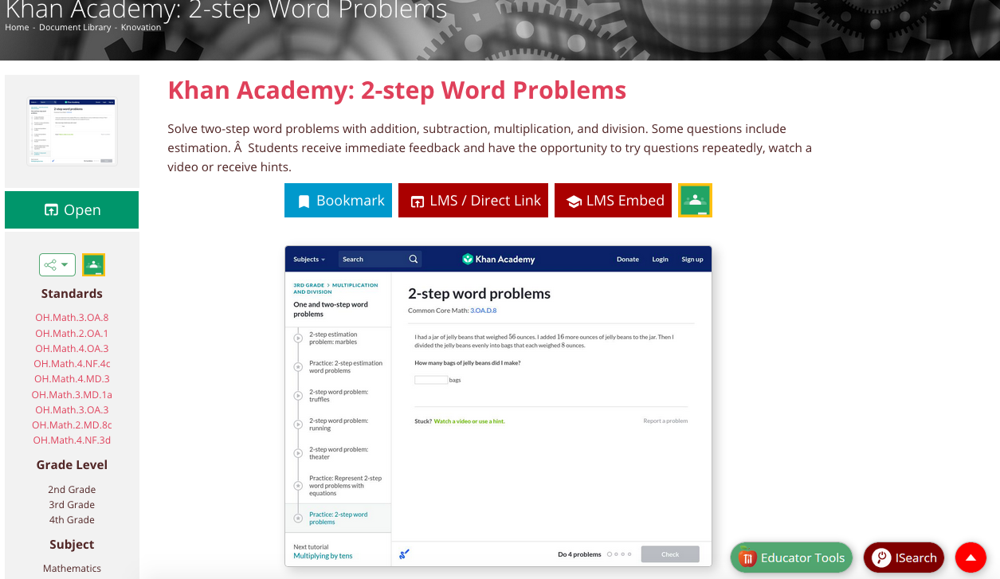 Khan Academy: 2-step Word Problems
Home - Document Library - Knovation
Khan Academy: 2-step Word Problems
Solve two-step word problems with addition, subtraction, multiplication, and division. Some questions include
estimation. Â Students receive immediate feedback and have the opportunity to try questions repeatedly, watch a
video or receive hints.
Bookmark
LMS / Direct Link
LMS Embed
Open
Standards
OH.Math.3.OA.8
OH.Math.2.OA.1
OH.Math.4.OA.3
OH.Math.4.NF.4c
OH.Math.4.MD.3
OH.Math.3.MD.1a
OH.Math.3.OA.3
OH.Math.2.MD.8c
OH.Math.4.NF.3d
Grade Level
2nd Grade
3rd Grade
4th Grade
Subject
Mathematics
Subjects
Search
Khan Academy
Donate
Login
Sign up
3RD GRADE > MULTIPLICATION
AND DIVISION
One and two-step word
problems
2-step estimation
problem: marbles
Practice: 2-step estimation
word problems
2-step word problem:
truffles
2-step word problem:
running
2-step word problem:
theater
Practice: Represent 2-step
word problems with
equations
Practice: 2-step word
problems
Next tutorial
Multiplying by tens
2-step word problems
Common Core Math: 3.OA.D.8
I had a jar of jelly beans that weighed 56 ounces. I added 16 more ounces of jelly beans to the jar. Then I
divided the jelly beans evenly into bags that each weighed 8 ounces.
How many bags of jelly beans did I make?
bags
Stuck? Watch a video or use a hint.
Report a problem
Do 4 problems
Check
Educator Tools
ISearch